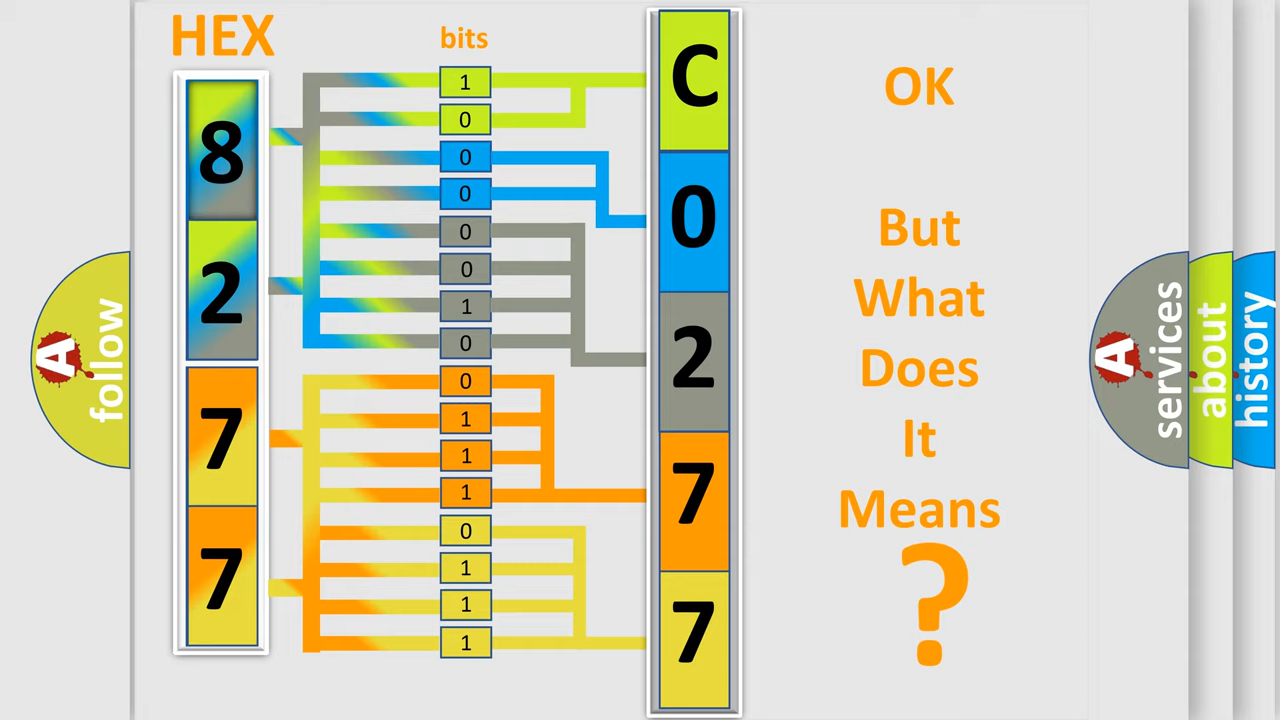 HEX
8
2
7
7
bits
1
0
0
0
0
0
1
0
0
1
1
1
0
1
1
1
C
0
2
7
7
OK
But
What
Does
It
Means
?
A
follow
A
services
about
history